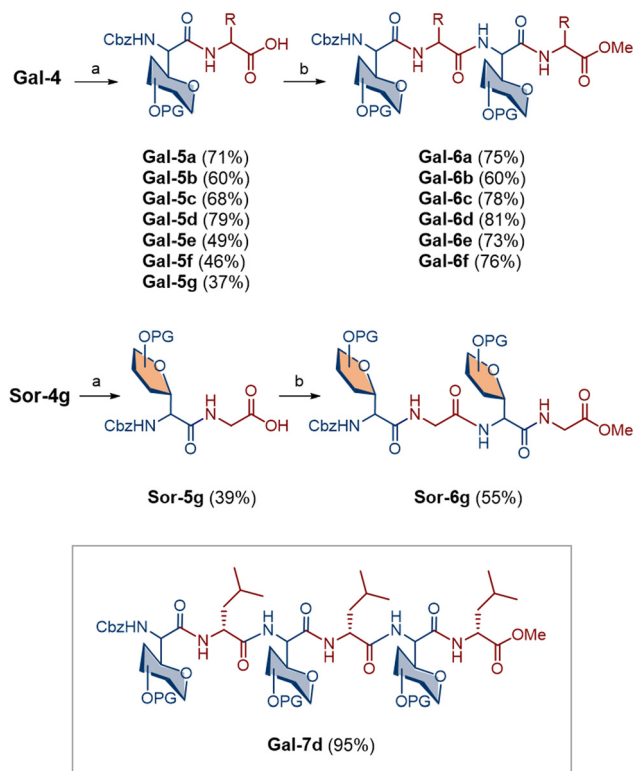 CbzHN
O
H
N
R
OH
O
O
OPG
CbzHN
O
H
N
R
O
H
N
O
N
H
R
OMe
O
O
OPG
O
OPG
Gal-4
a
b
Gal-5a (71%)
Gal-5b (60%)
Gal-5c (68%)
Gal-5d (79%)
Gal-5e (49%)
Gal-5f (46%)
Gal-5g (37%)
Gal-6a (75%)
Gal-6b (60%)
Gal-6c (78%)
Gal-6d (81%)
Gal-6e (73%)
Gal-6f (76%)
OPG
O
OPG
O
OPG
O
Sor-4g
a
b
CbzHN
O
H
N
O
OH
CbzHN
O
H
N
O
N
H
O
H
N
O
OMe
Sor-5g (39%)
Sor-6g (55%)
CbzHN
O
N
H
O
H
N
O
N
H
O
H
N
O
N
H
O
OMe
O
OPG
O
OPG
O
OPG
Gal-7d (95%)